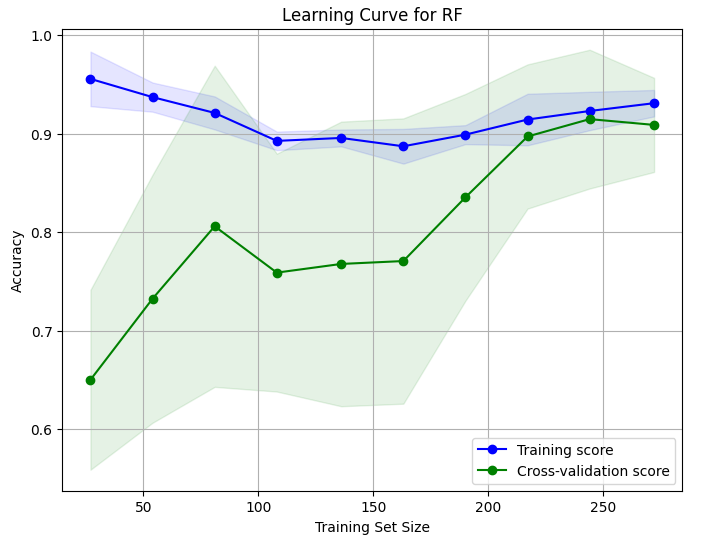 Learning Curve for RF
1.0
0.9
0.8
0.7
0.6
Accuracy
50
100
150
200
250
Training Set Size
Training score
Cross-validation score